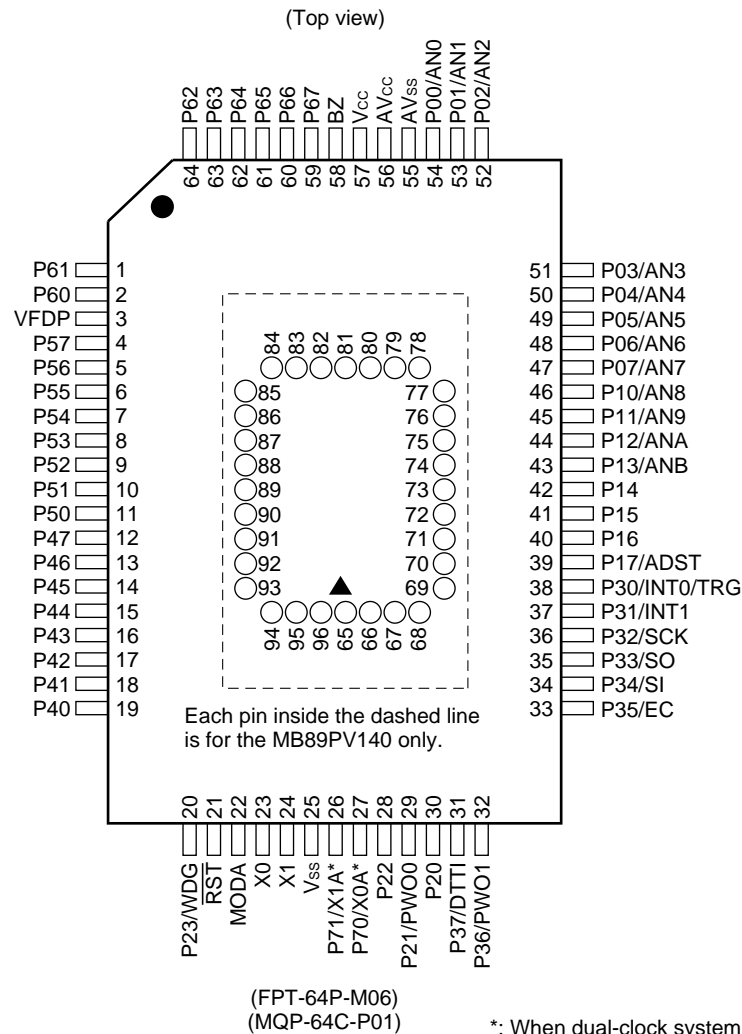 (Top view)
P62
P63
P64
P65
P66
P67
BZ
Vcc
AVcc
AVss
P00/AN0
P01/AN1
P02/AN2
64
63
62
61
60
59
58
57
56
55
54
53
52
P61 1
P60 2
VFDP 3
P57 4
P56 5
P55 6
P54 7
P53 8
P52 9
P51 10
P50 11
P47 12
P46 13
P45 14
P44 15
P43 16
P42 17
P41 18
P40 19
51 P03/AN3
50 P04/AN4
49 P05/AN5
48 P06/AN6
47 P07/AN7
46 P10/AN8
45 P11/AN9
44 P12/ANA
43 P13/ANB
42 P14
41 P15
40 P16
39 P17/ADST
38 P30/INT0/TRG
37 P31/INT1
36 P32/SCK
35 P33/SO
34 P34/SI
33 P35/EC
84
83
82
81
80
79
78
85
86
87
88
89
90
91
92
93
77
76
75
74
73
72
71
70
69
94
95
96
65
66
67
68
Each pin inside the dashed line
is for the MB89PV140 only.
20
21
22
23
24
25
26
27
28
29
30
31
32
P23/WDG
RST
MODA
X0
X1
Vss
P71/X1A*
P70/X0A*
P22
P21/PWO0
P20
P37/DTTI
P36/PWO1
(FPT-64P-M06)
(MQP-64C-P01)
*: When dual-clock system